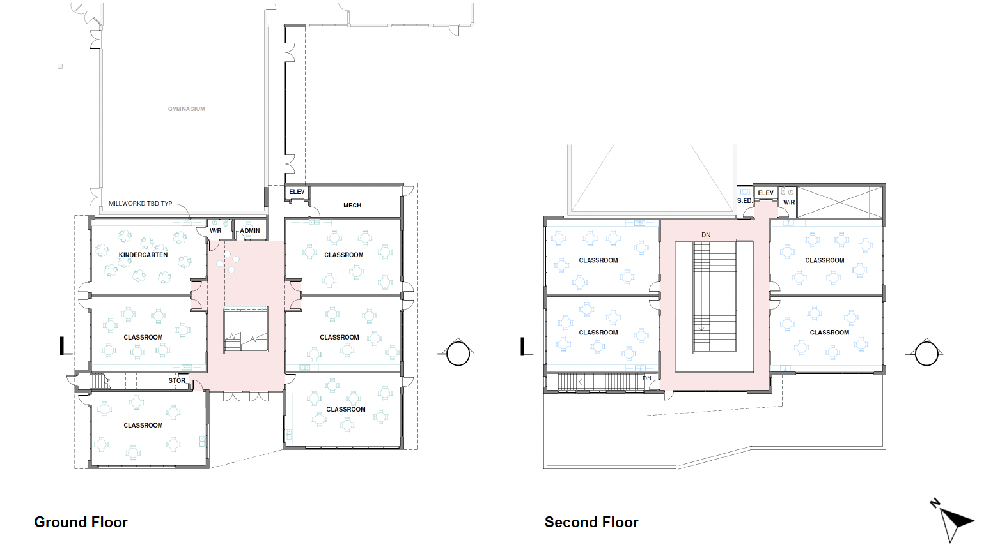 GYMNASIUM
ELEV
MECH
MILLWORKD TBD TYP
W/R
ADMIN
KINDERGARTEN
CLASSROOM
CLASSROOM
CLASSROOM
STOR
CLASSROOM
CLASSROOM
Ground Floor
S.ED.
ELEV
W/R
DN
CLASSROOM
CLASSROOM
CLASSROOM
CLASSROOM
DN
Second Floor
N